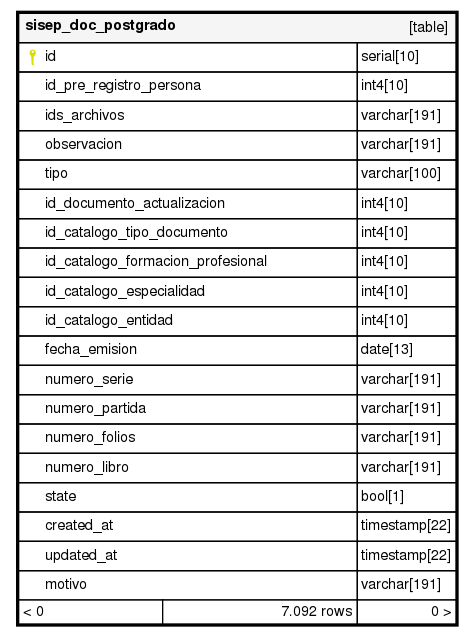 sisep_doc_postgrado [table]
id serial[10]
id_pre_registro_persona int4[10]
ids_archivos varchar[191]
observacion varchar[191]
tipo varchar[100]
id_documento_actualizacion int4[10]
id_catalogo_tipo_documento int4[10]
id_catalogo_formacion_profesional int4[10]
id_catalogo_especialidad int4[10]
id_catalogo_entidad int4[10]
fecha_emision date[13]
numero_serie varchar[191]
numero_partida varchar[191]
numero_folios varchar[191]
numero_libro varchar[191]
state bool[1]
created_at timestamp[22]
updated_at timestamp[22]
motivo varchar[191]
< 0 7.092 rows 0 >